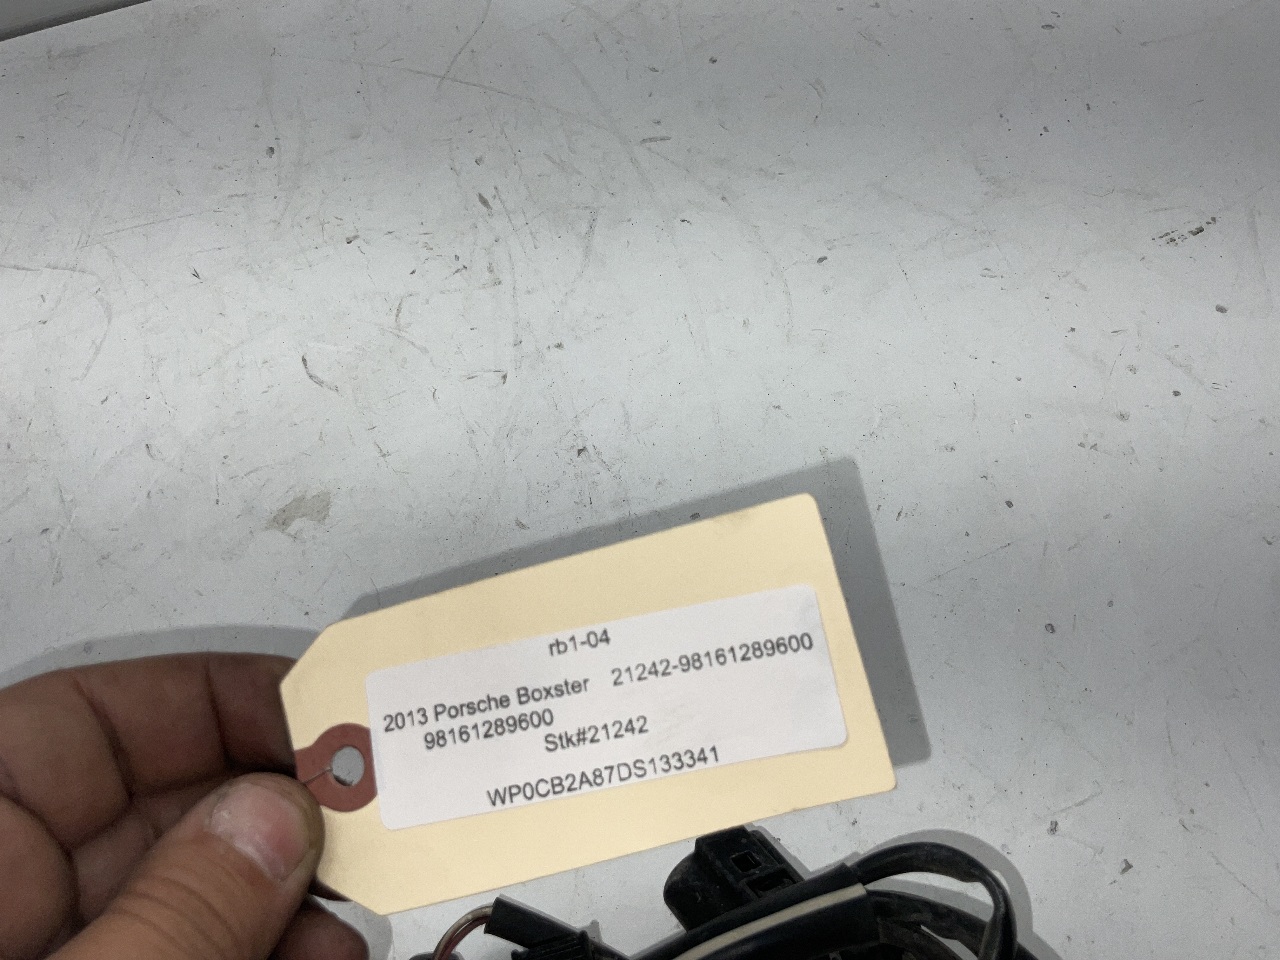 rb1-04
2013 Porsche Boxster 21242-98161289600
98161289600
Stk#21242
WP0CB2A87DS133341